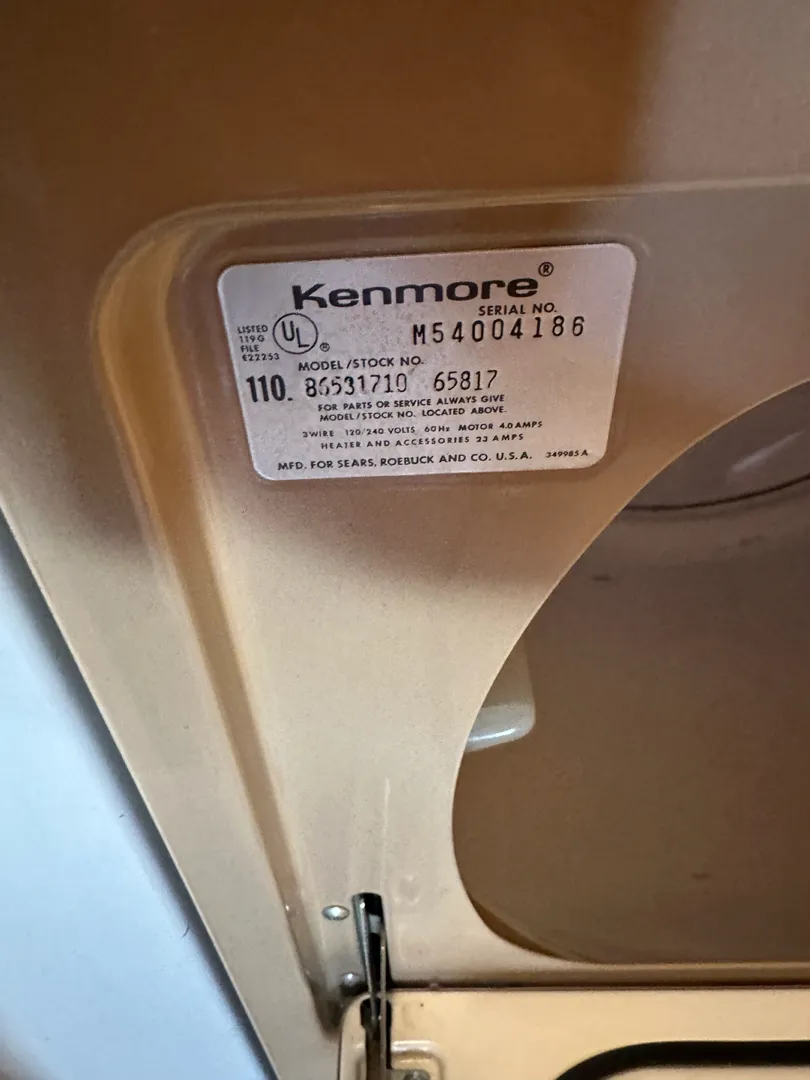 Kenmore®
SERIAL NO.
M54004186
LISTED
119G
FILE
E22253
UL ®
MODEL/STOCK NO.
110. 86531710 65817
FOR PARTS OR SERVICE ALWAYS GIVE
MODEL/STOCK NO. LOCATED ABOVE.
3WIRE 120/240 VOLTS 60Hz MOTOR 4.0 AMPS
HEATER AND ACCESSORIES 23 AMPS
MFD. FOR SEARS, ROEBUCK AND CO. U.S.A. 349985A